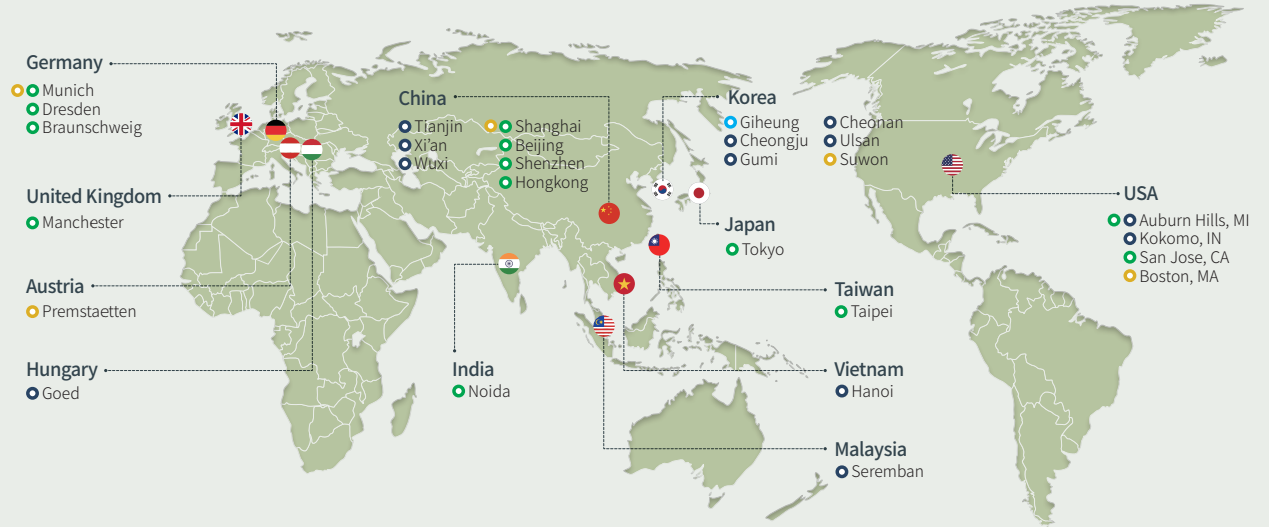 Germany
Munich
Dresden
Braunschweig
United Kingdom
Manchester
Austria
Premstaetten
Hungary
Goed
China
Tianjin
Xi'an
Wuxi
Shanghai
Beijing
Shenzhen
Hongkong
India
Noida
Korea
Giheung
Cheongju
Gumi
Cheonan
Ulsan
Suwon
Japan
Tokyo
Taiwan
Taipei
Vietnam
Hanoi
Malaysia
Seremban
USA
Auburn Hills, MI
Kokomo, IN
San Jose, CA
Boston, MA